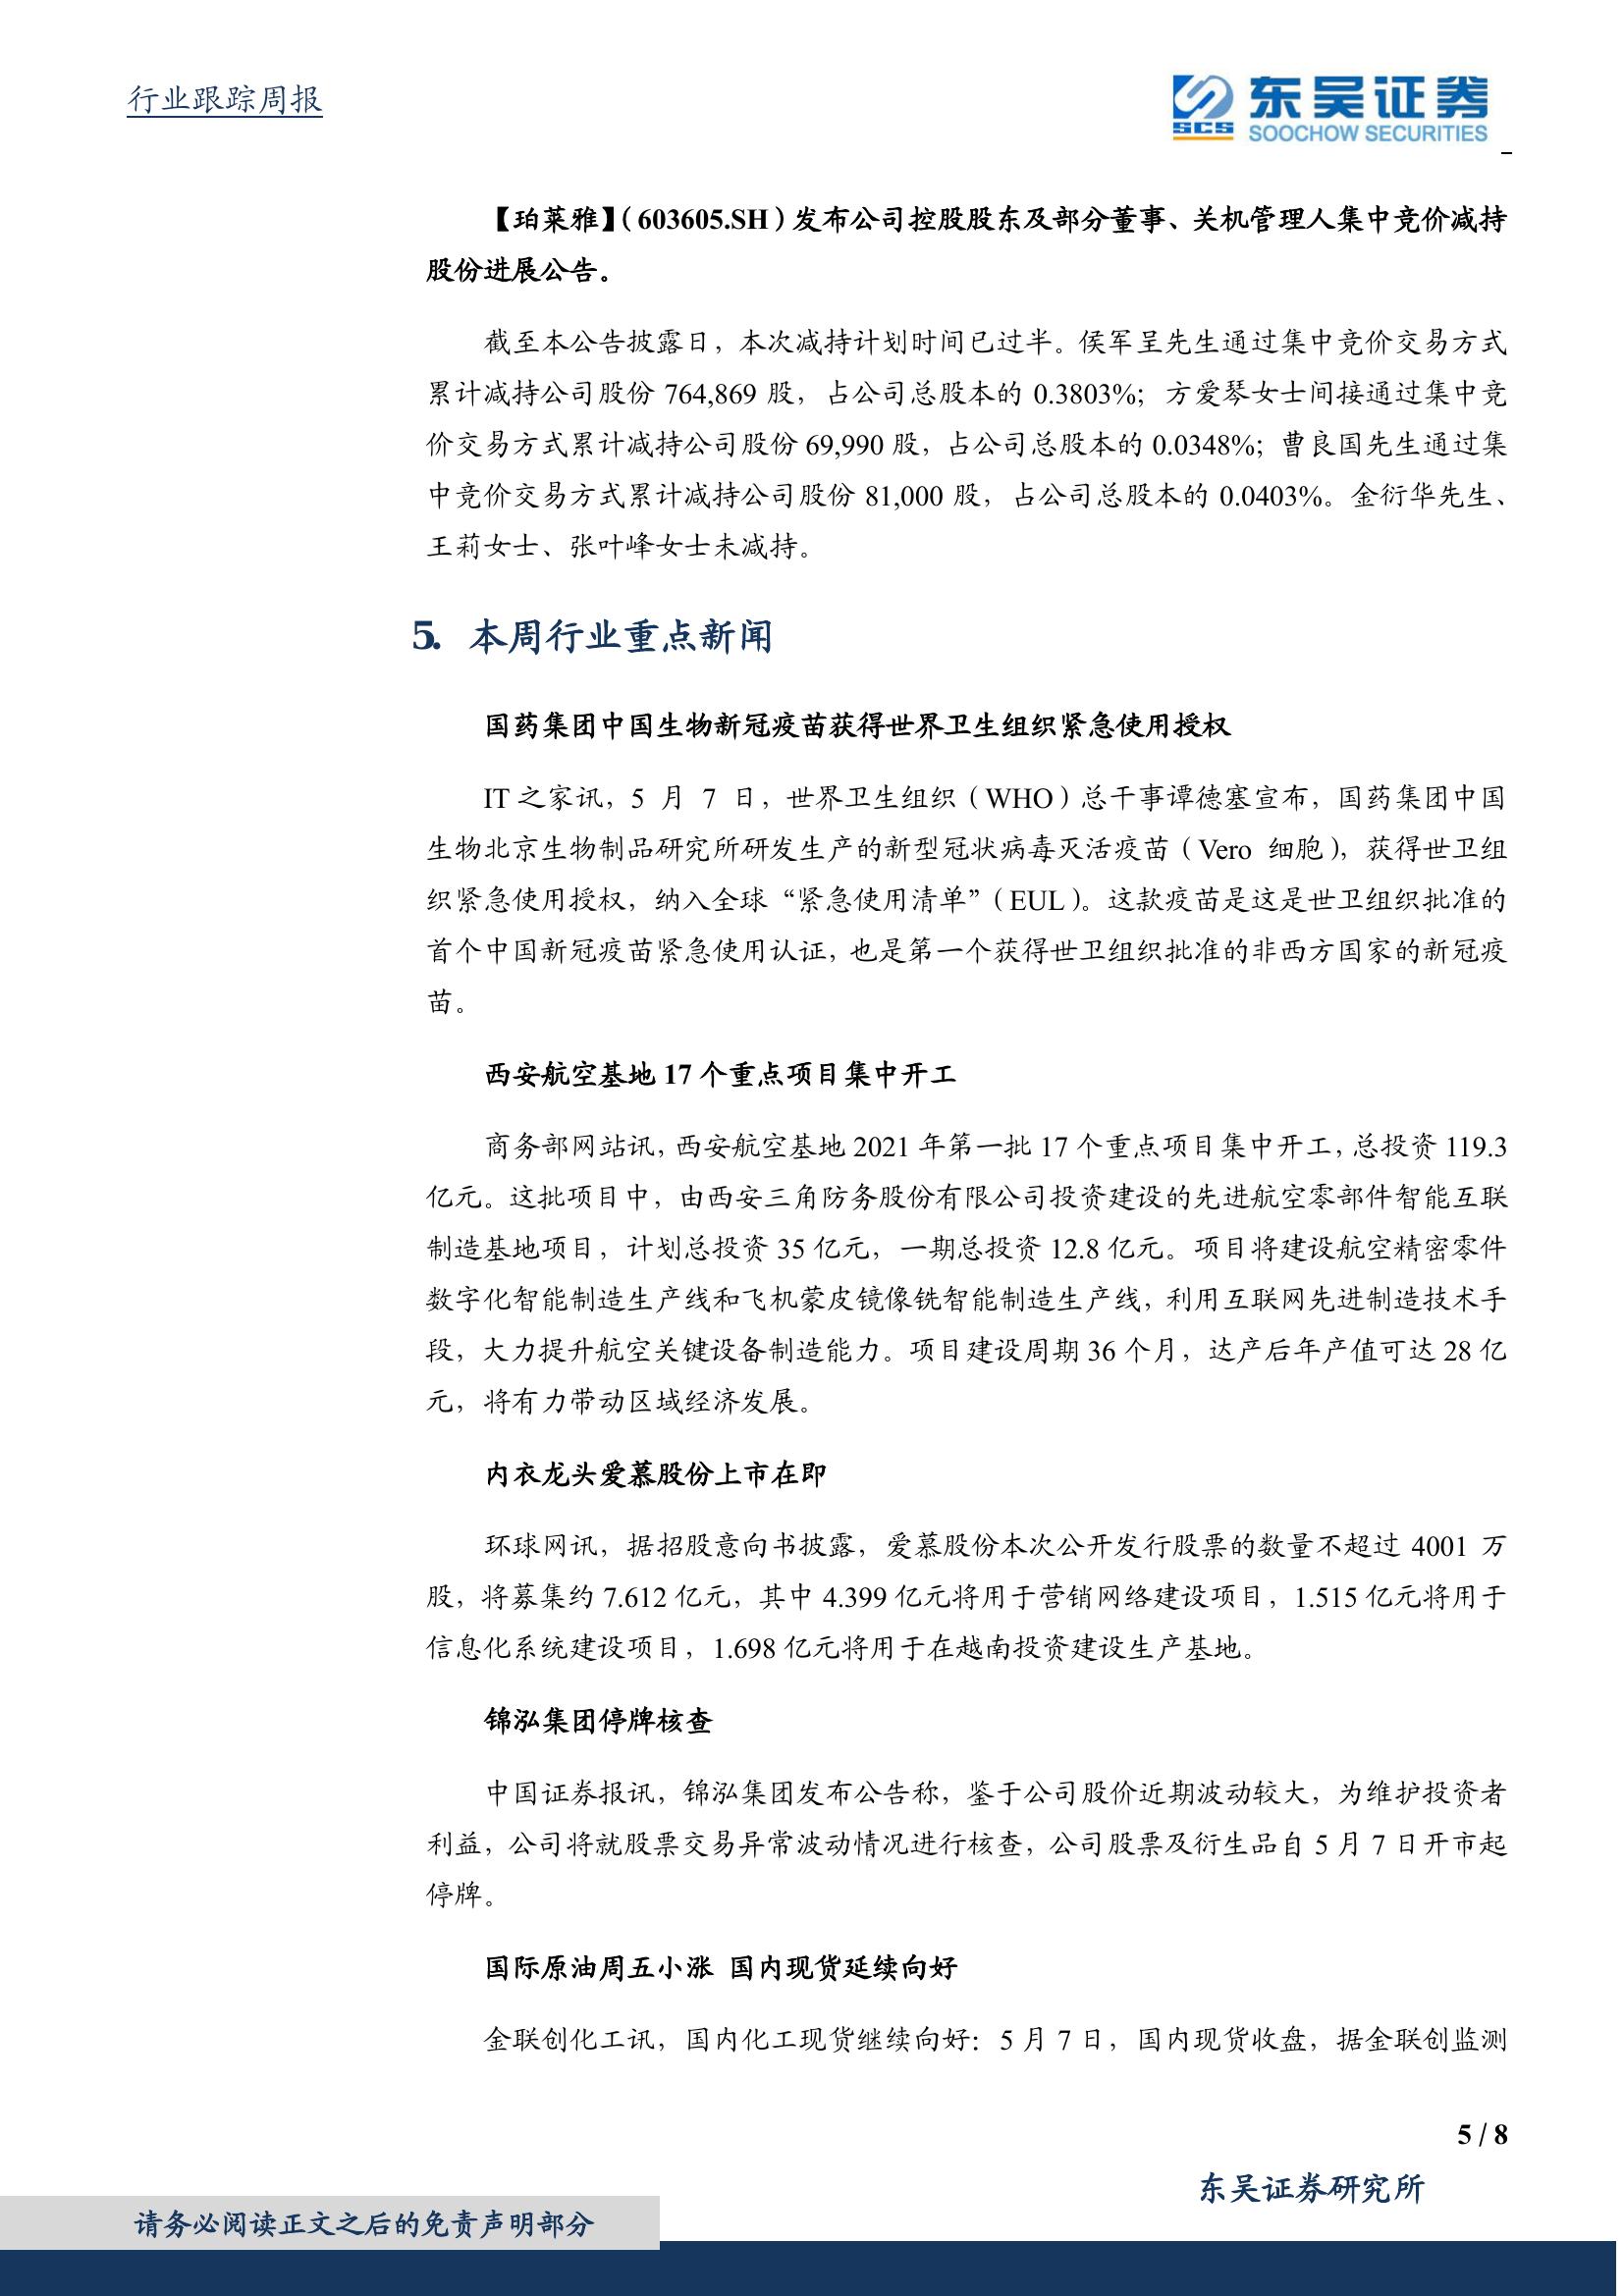 行业跟踪周报
SCS
东吴证券
SOOCHOW SECURITIES
【珀莱雅】（603605.SH）发布公司控股股东及部分董事、关机管理人集中竞价减持
股份进展公告。
截至本公告披露日，本次减持计划时间已过半。侯军呈先生通过集中竞价交易方式
累计减持公司股份 764,869 股，占公司总股本的 0.3803%；方爱琴女士间接通过集中竞
价交易方式累计减持公司股份 69,990 股，占公司总股本的 0.0348%；曹良国先生通过集
中竞价交易方式累计减持公司股份 81,000 股，占公司总股本的 0.0403%。金衍华先生、
王莉女士、张叶峰女士未减持。
5. 本周行业重点新闻
国药集团中国生物新冠疫苗获得世界卫生组织紧急使用授权
IT 之家讯，5 月 7 日，世界卫生组织（WHO）总干事谭德塞宣布，国药集团中国
生物北京生物制品研究所研发生产的新型冠状病毒灭活疫苗（Vero 细胞），获得世卫组
织紧急使用授权，纳入全球“紧急使用清单”（EUL）。这款疫苗是这是世卫组织批准的
首个中国新冠疫苗紧急使用认证，也是第一个获得世卫组织批准的非西方国家的新冠疫
苗。
西安航空基地 17 个重点项目集中开工
商务部网站讯，西安航空基地 2021 年第一批 17 个重点项目集中开工，总投资 119.3
亿元。这批项目中，由西安三角防务股份有限公司投资建设的先进航空零部件智能互联
制造基地项目，计划总投资 35 亿元，一期总投资 12.8 亿元。项目将建设航空精密零件
数字化智能制造生产线和飞机蒙皮镜像铣智能制造生产线，利用互联网先进制造技术手
段，大力提升航空关键设备制造能力。项目建设周期 36 个月，达产后年产值可达 28 亿
元，将有力带动区域经济发展。
内衣龙头爱慕股份上市在即
环球网讯，据招股意向书披露，爱慕股份本次公开发行股票的数量不超过 4001 万
股，将募集约 7.612 亿元，其中 4.399 亿元将用于营销网络建设项目，1.515 亿元将用于
信息化系统建设项目，1.698 亿元将用于在越南投资建设生产基地。
锦泓集团停牌核查
中国证券报讯，锦泓集团发布公告称，鉴于公司股价近期波动较大，为维护投资者
利益，公司将就股票交易异常波动情况进行核查，公司股票及衍生品自 5 月 7 日开市起
停牌。
国际原油周五小涨 国内现货延续向好
金联创化工讯，国内化工现货继续向好：5 月 7 日，国内现货收盘，据金联创监测
5 / 8
东吴证券研究所
请务必阅读正文之后的免责声明部分